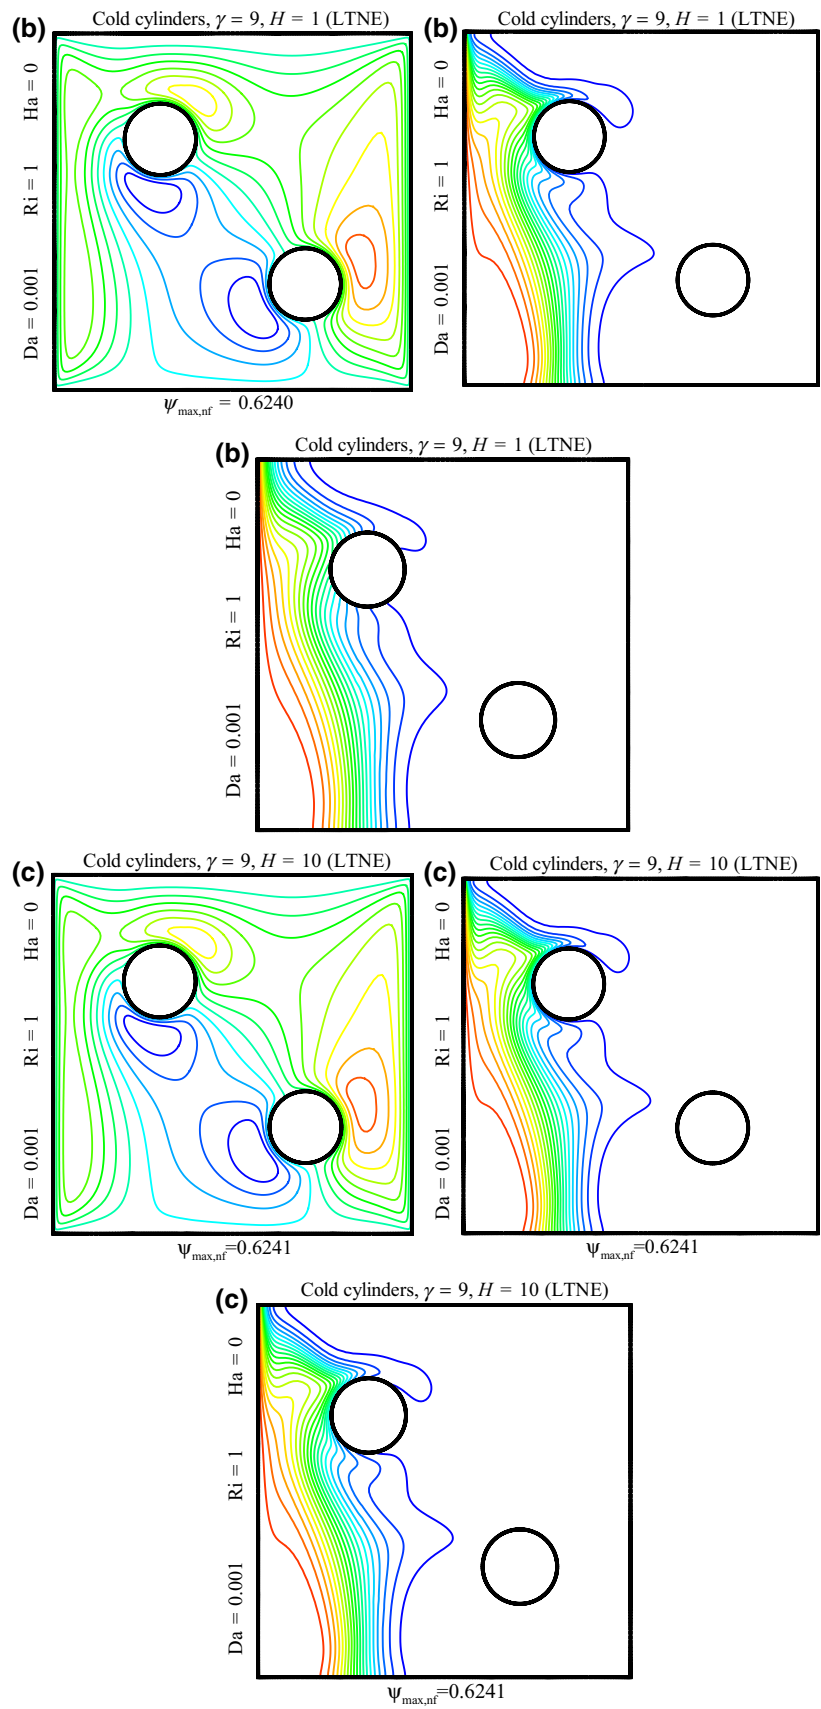 (b) Cold cylinders, γ = 9, H = 1 (LTNE)
Ha = 0
Ri = 1
Da = 0.001
ψmax,nf = 0.6240
(b) Cold cylinders, γ = 9, H = 1 (LTNE)
Ha = 0
Ri = 1
Da = 0.001
(b) Cold cylinders, γ = 9, H = 1 (LTNE)
Ha = 0
Ri = 1
Da = 0.001
(c) Cold cylinders, γ = 9, H = 10 (LTNE)
Ha = 0
Ri = 1
Da = 0.001
ψmax,nf=0.6241
(c) Cold cylinders, γ = 9, H = 10 (LTNE)
Ha = 0
Ri = 1
Da = 0.001
ψmax,nf=0.6241
(c) Cold cylinders, γ = 9, H = 10 (LTNE)
Ha = 0
Ri = 1
Da = 0.001
ψmax,nf=0.6241